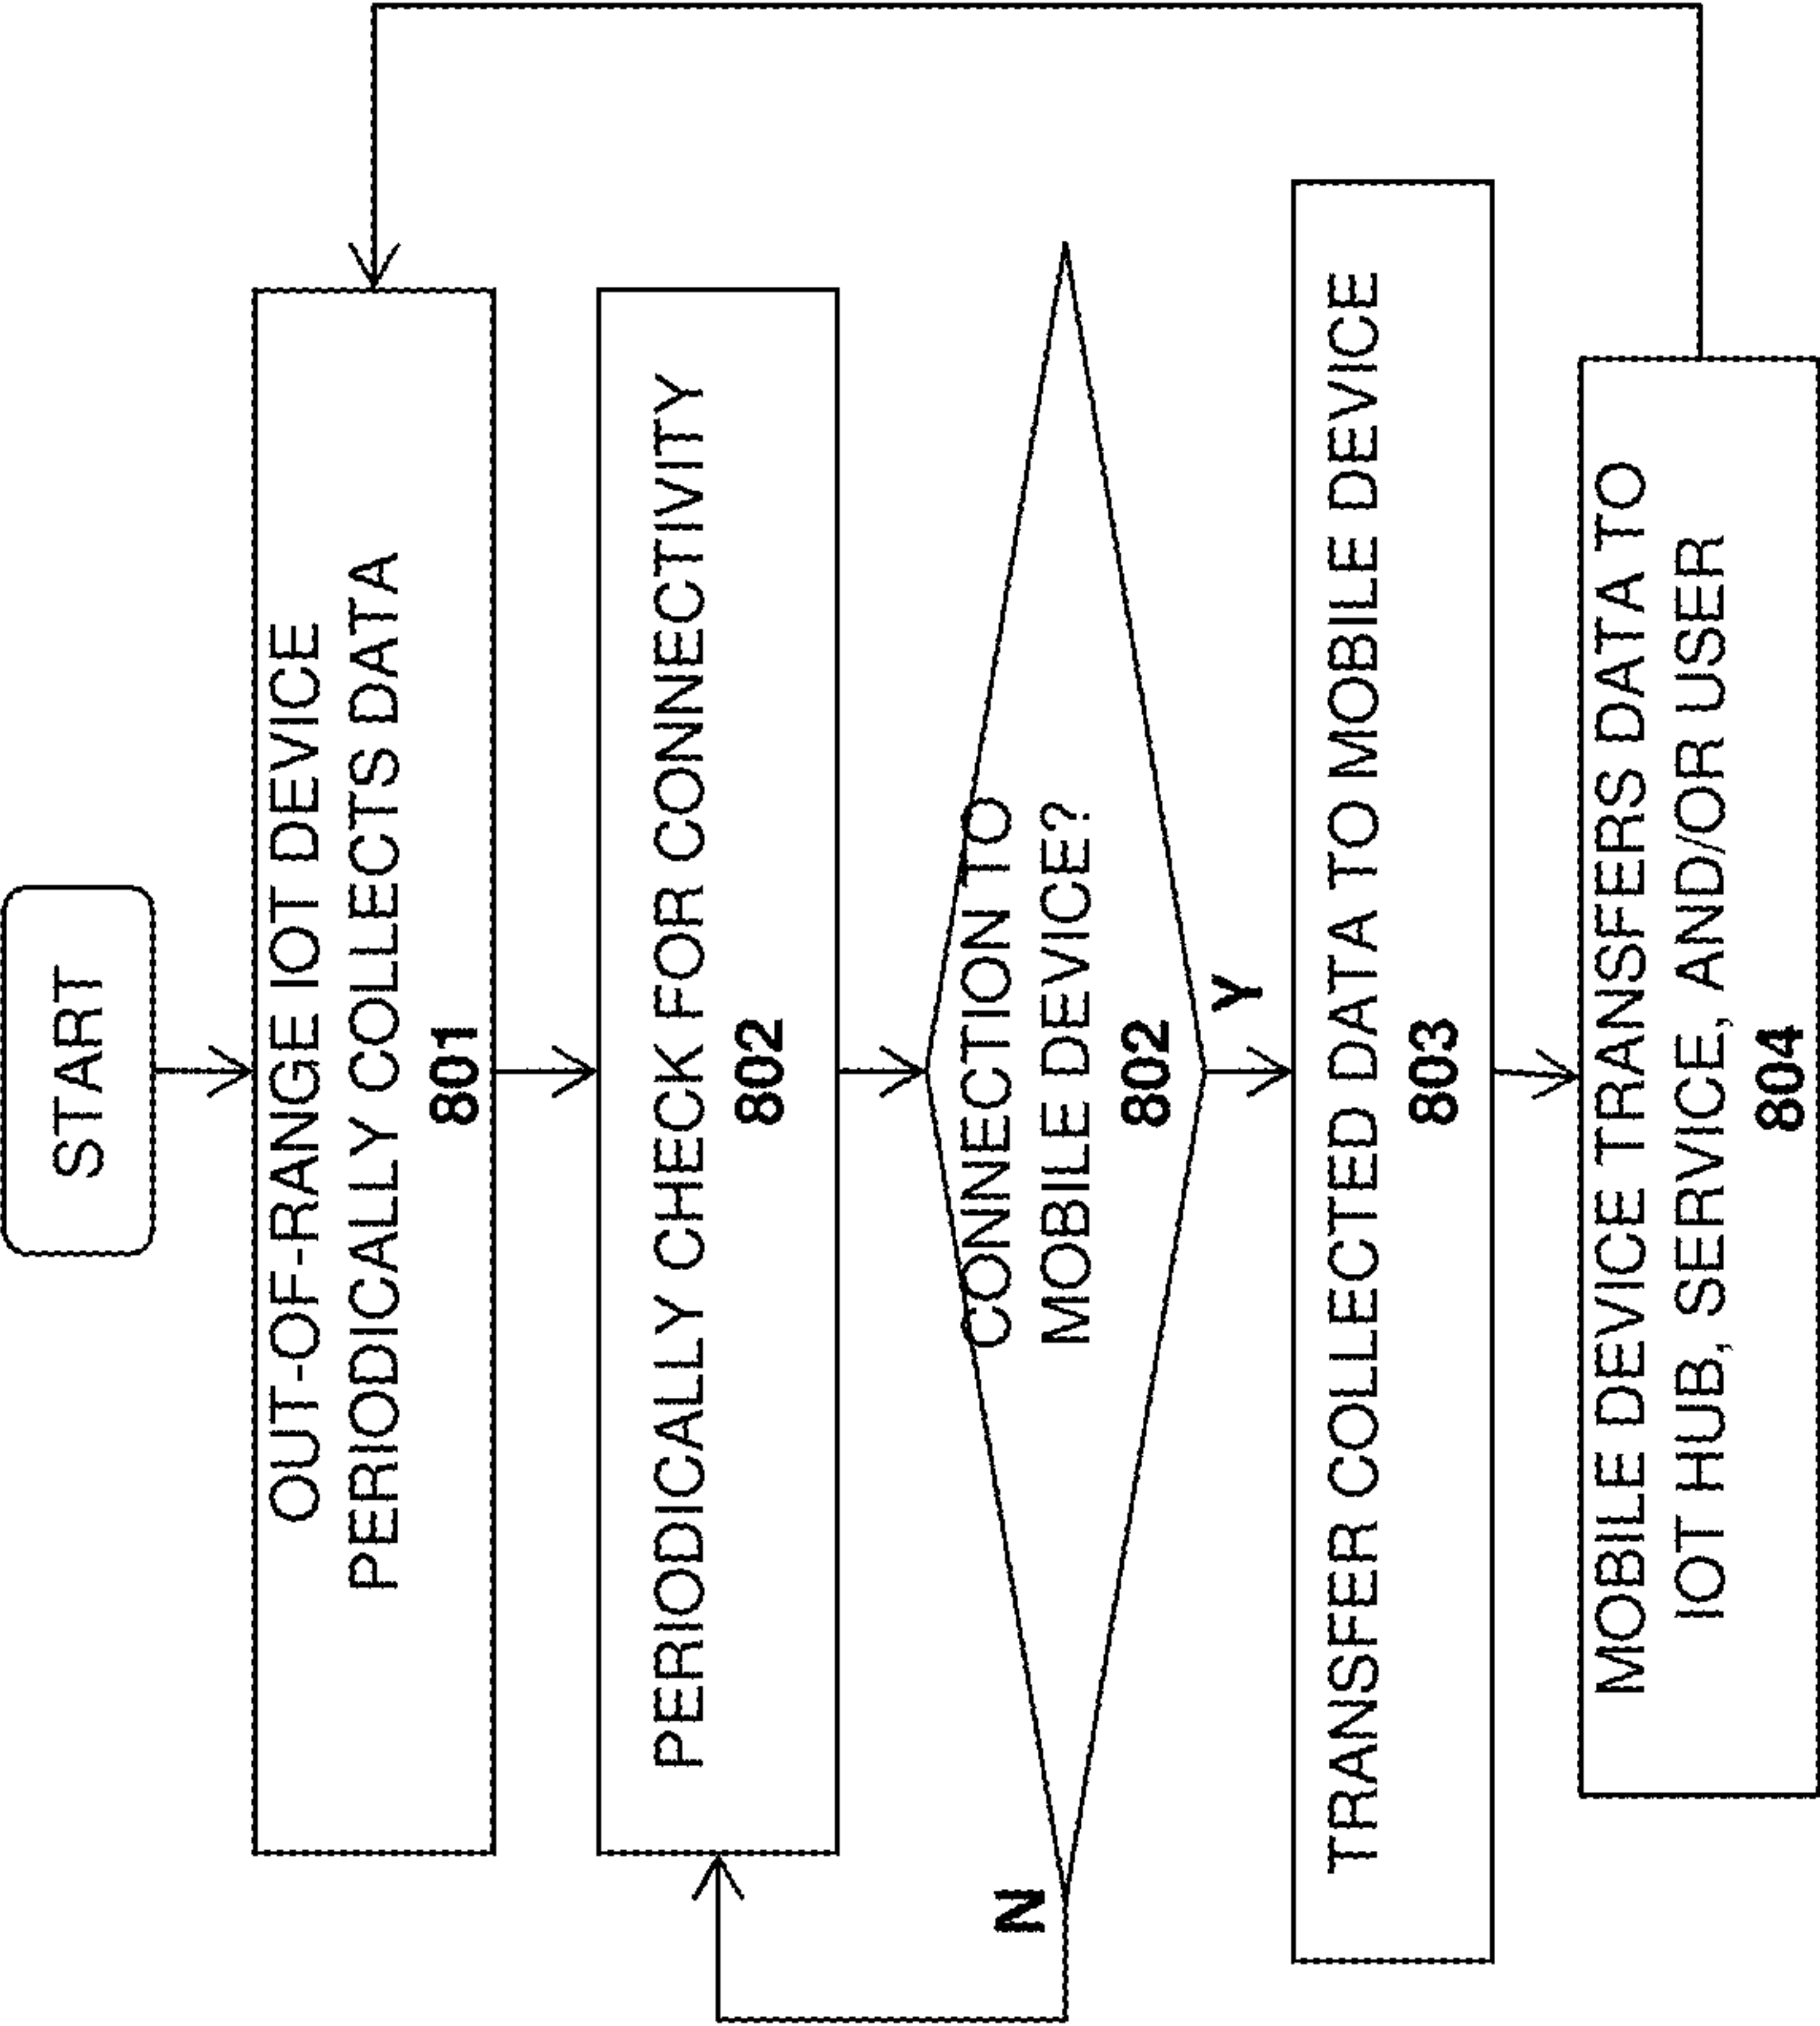 START
OUT-OF-RANGE IOT DEVICE
PERIODICALLY COLLECTS DATA
801
PERIODICALLY CHECK FOR CONNECTIVITY
802
CONNECTION TO
MOBILE DEVICE?
802
N
Y
TRANSFER COLLECTED DATA TO MOBILE DEVICE
803
MOBILE DEVICE TRANSFERS DATA TO
IOT HUB, SERVICE, AND/OR USER
804